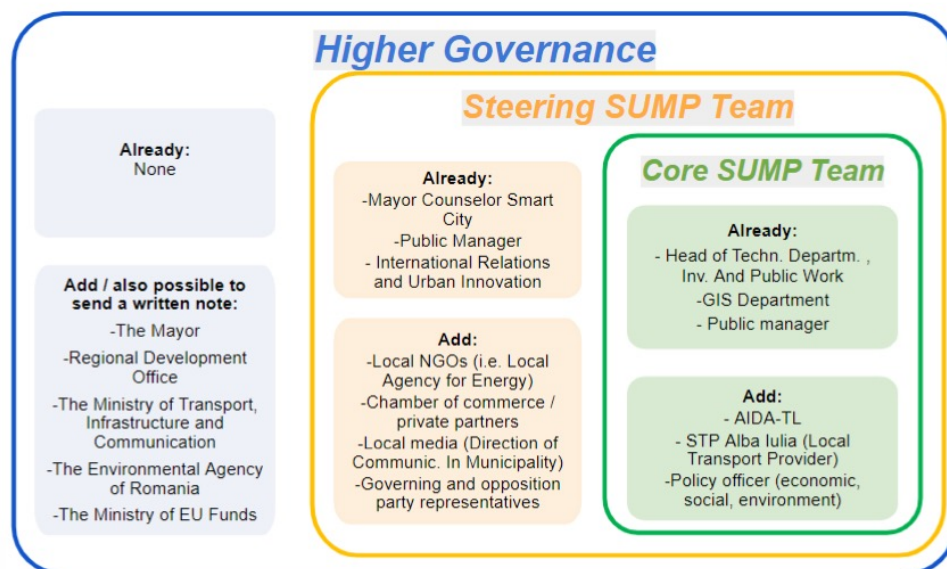 Higher Governance
Steering SUMP Team
Core SUMP Team
Already:
None
Add / also possible to
send a written note:
-The Mayor
-Regional Development
Office
-The Ministry of Transport,
Infrastructure and
Communication
-The Environmental Agency
of Romania
-The Ministry of EU Funds
Already:
-Mayor Counselor Smart
City
-Public Manager
- International Relations
and Urban Innovation
Add:
-Local NGOs (i.e. Local
Agency for Energy)
-Chamber of commerce /
private partners
-Local media (Direction of
Communic. In Municipality)
-Governing and opposition
party representatives
Already:
- Head of Techn. Departm. ,
Inv. And Public Work
-GIS Department
- Public manager
Add:
- AIDA-TL
- STP Alba Iulia (Local
Transport Provider)
-Policy officer (economic,
social, environment)